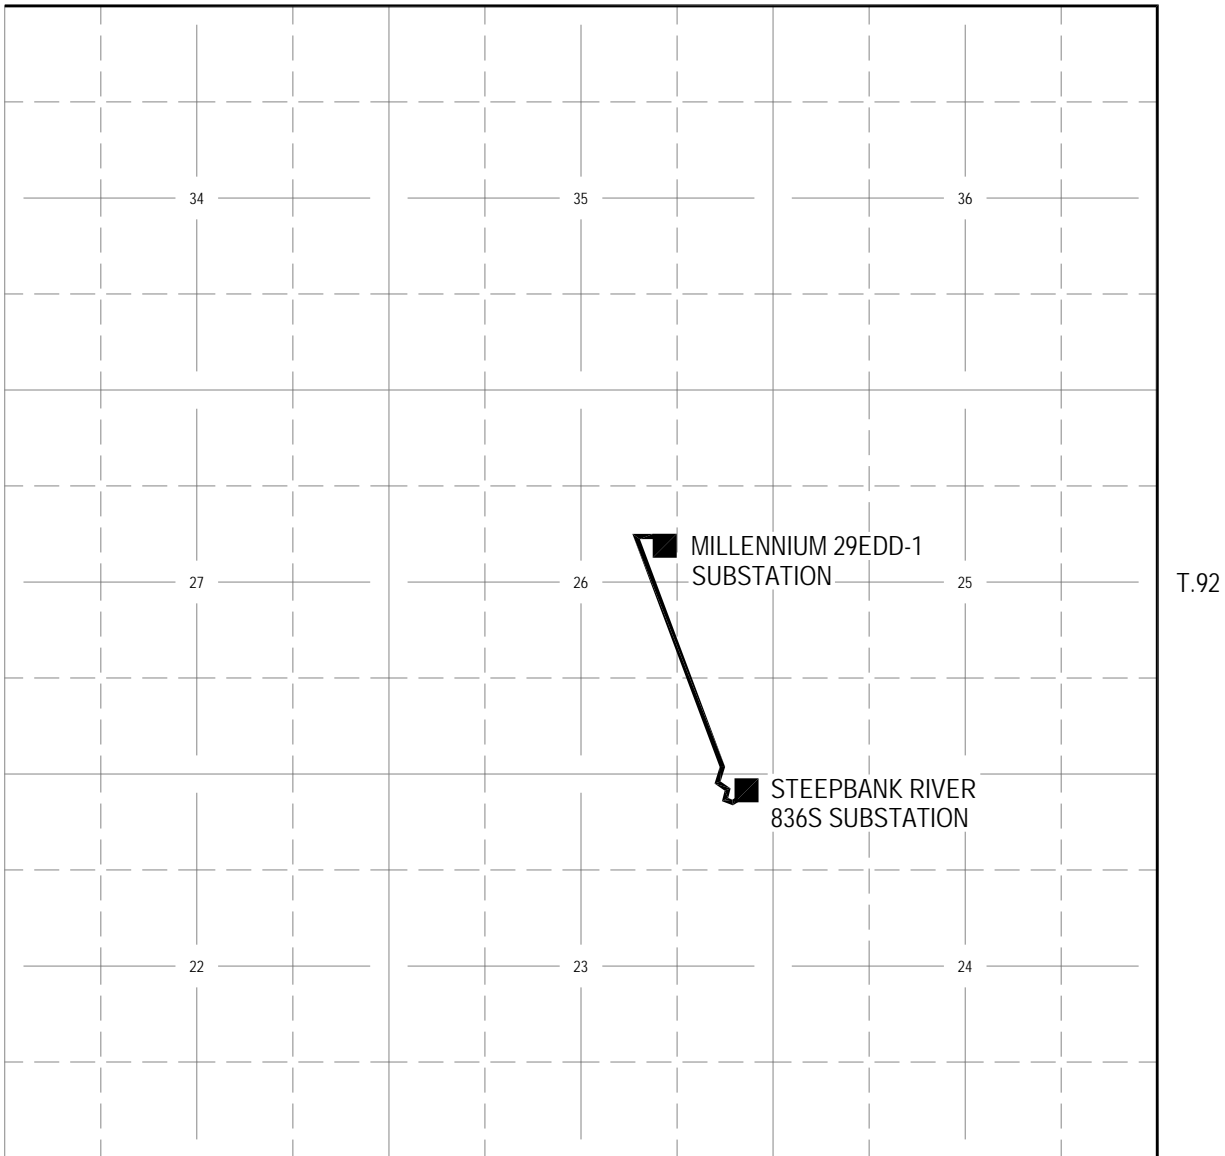 34
35
36
MILLENNIUM 29EDD-1
SUBSTATION
27
26
25
T.92
STEEPBANK RIVER
836S SUBSTATION
22
23
24